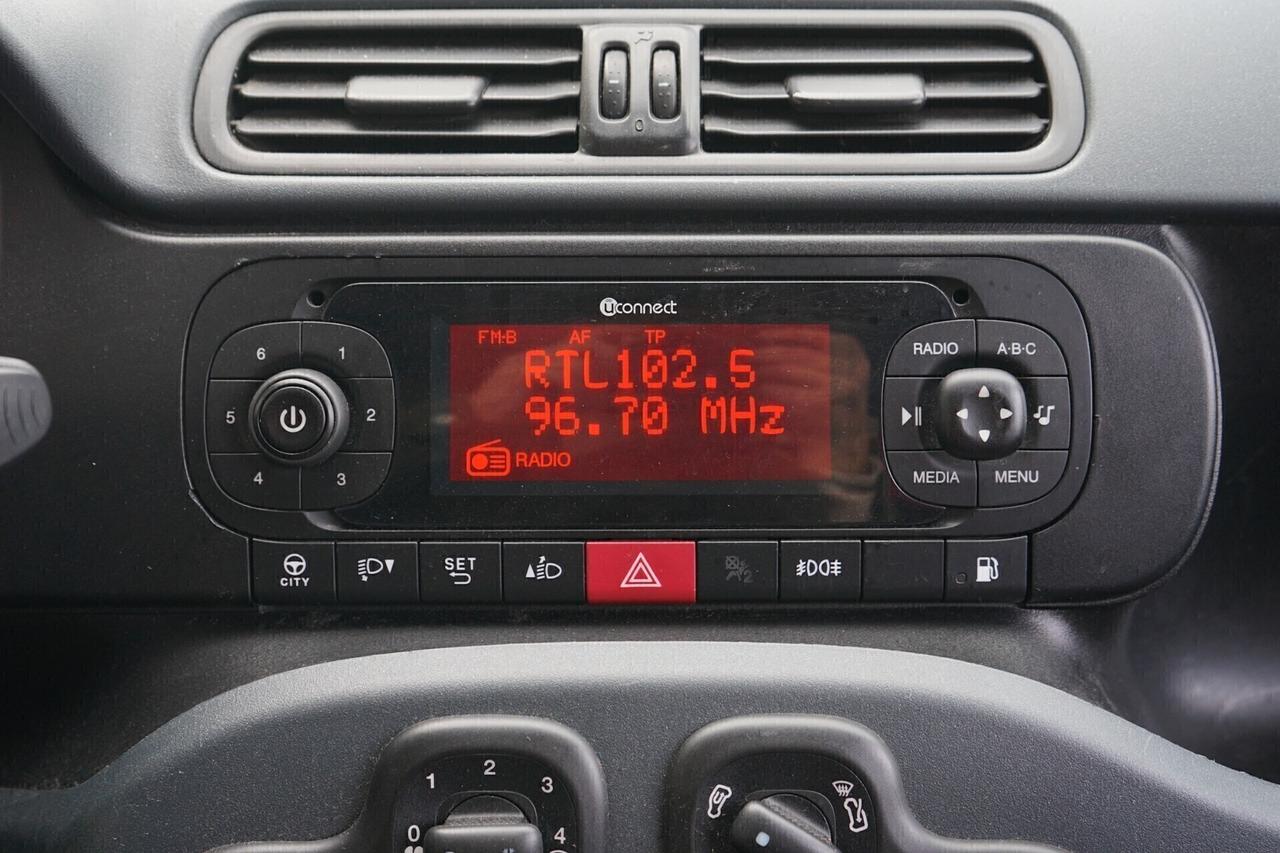 0
uconnect
6 1
5 2
4 3
FM:B AF TP
RTL102.5
96.70 MHz
RADIO
RADIO A·B·C
MEDIA MENU
CITY
SET
1 2 3
0 4